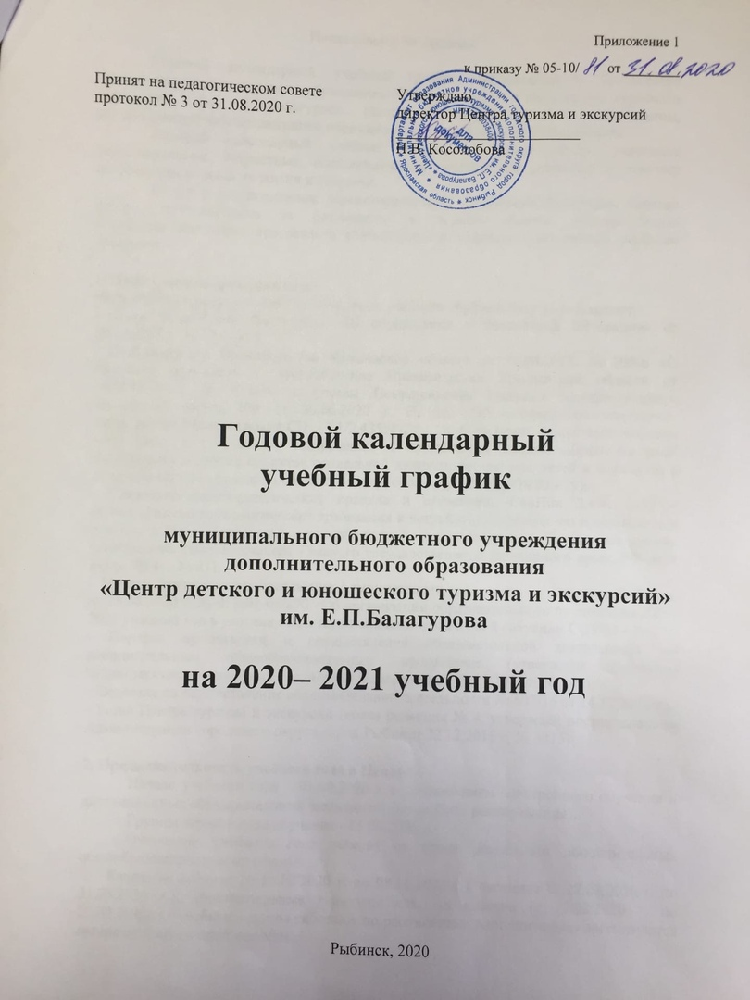 Приложение 1
к приказу № 05-10/ 81 от 31.08.2020
Принят на педагогическом совете
протокол № 3 от 31.08.2020 г.
Утверждаю
директор Центра туризма и экскурсий
Н.В. Косолобова
для
документов
Годовой календарный
учебный график
муниципального бюджетного учреждения
дополнительного образования
«Центр детского и юношеского туризма и экскурсий»
им. Е.П.Балагурова
на 2020– 2021 учебный год
Рыбинск, 2020